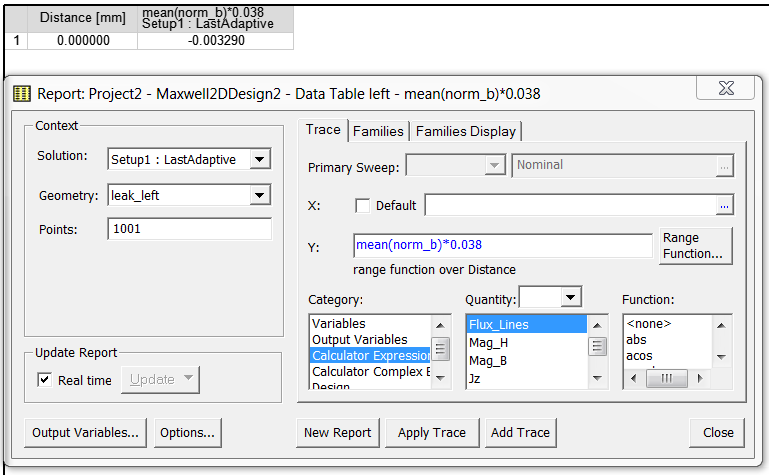 Distance [mm] mean(norm_b)*0.038
Setup1 : LastAdaptive
1 0.000000 -0.003290
Report: Project2 - Maxwell2DDesign2 - Data Table left - mean(norm_b)*0.038
Context
Solution: Setup1 : LastAdaptive
Geometry: leak_left
Points: 1001
Update Report
Real time Update
Output Variables... Options...
Trace Families Families Display
Primary Sweep: Nominal ...
X: Default ...
Y: mean(norm_b)*0.038 Range
Function...
range function over Distance
Category: Quantity: Function:
Variables Flux_Lines <none>
Output Variables Mag_H abs
Calculator Expression Mag_B acos
Calculator Complex E Jz
Design
New Report Apply Trace Add Trace Close